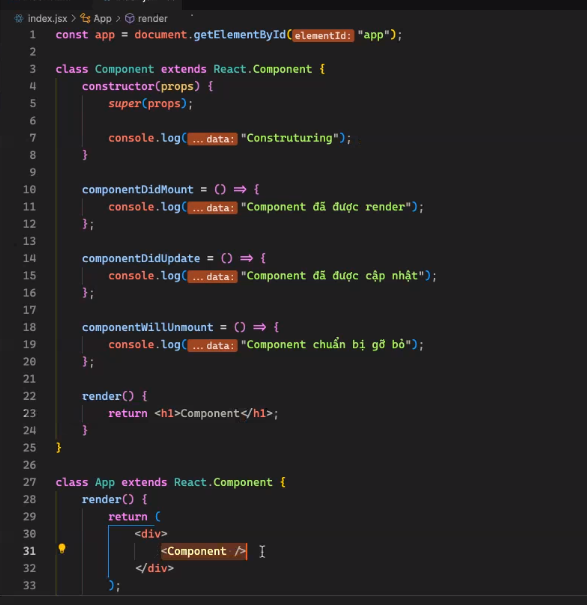 index.jsx > App > render
1 const app = document.getElementById(elementId: "app");
2
3 class Component extends React.Component {
4 constructor(props) {
5 super(props);
6
7 console.log(...data: "Construturing");
8 }
9
10 componentDidMount = () => {
11 console.log(...data: "Component đã được render");
12 };
13
14 componentDidUpdate = () => {
15 console.log(...data: "Component đã được cập nhật");
16 };
17
18 componentWillUnmount = () => {
19 console.log(...data: "Component chuẩn bị gỡ bỏ");
20 };
21
22 render() {
23 return <h1>Component</h1>;
24 }
25 }
26
27 class App extends React.Component {
28 render() {
29 return (
30 <div>
31 <Component />
32 </div>
33 );